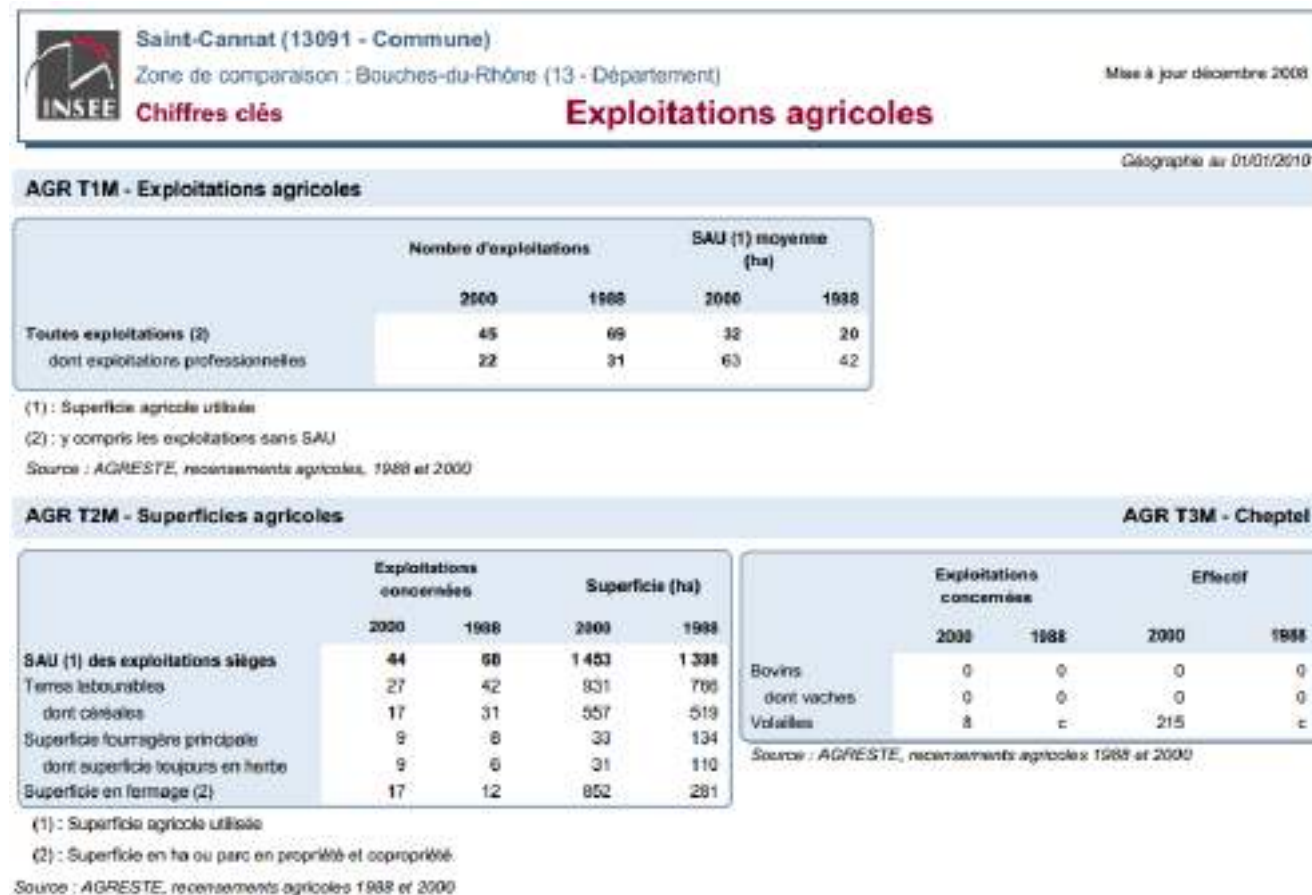 INSEE
Saint-Cannat (13091 - Commune)
Zone de comparaison : Bouches-du-Rhône (13 - Département)
Mise à jour décembre 2008
Chiffres clés
Exploitations agricoles
Géographie au 01/01/2010
AGR T1M - Exploitations agricoles
Nombre d'exploitations SAU (1) moyenne (ha)
2000 1988 2000 1988
Toutes exploitations (2) 45 69 32 20
dont exploitations professionnelles 22 31 63 42
(1) : Superficie agricole utilisée
(2) : y compris les exploitations sans SAU
Source : AGRESTE, recensements agricoles, 1988 et 2000
AGR T2M - Superficies agricoles
Exploitations concernées Superficie (ha)
2000 1988 2000 1988
SAU (1) des exploitations sièges 44 68 1 453 1 398
Terres labourables 27 42 931 766
dont céréales 17 31 557 519
Superficie fourragère principale 9 8 33 134
dont superficie toujours en herbe 9 6 31 110
Superficie en fermage (2) 17 12 852 281
(1) : Superficie agricole utilisée
(2) : Superficie en ha ou parc en propriété et copropriété.
Source : AGRESTE, recensements agricoles 1988 et 2000
AGR T3M - Cheptel
Exploitations concernées Effectif
2000 1988 2000 1988
Bovins 0 0 0 0
dont vaches 0 0 0 0
Volailles 8 c 215 c
Source : AGRESTE, recensements agricoles 1988 et 2000